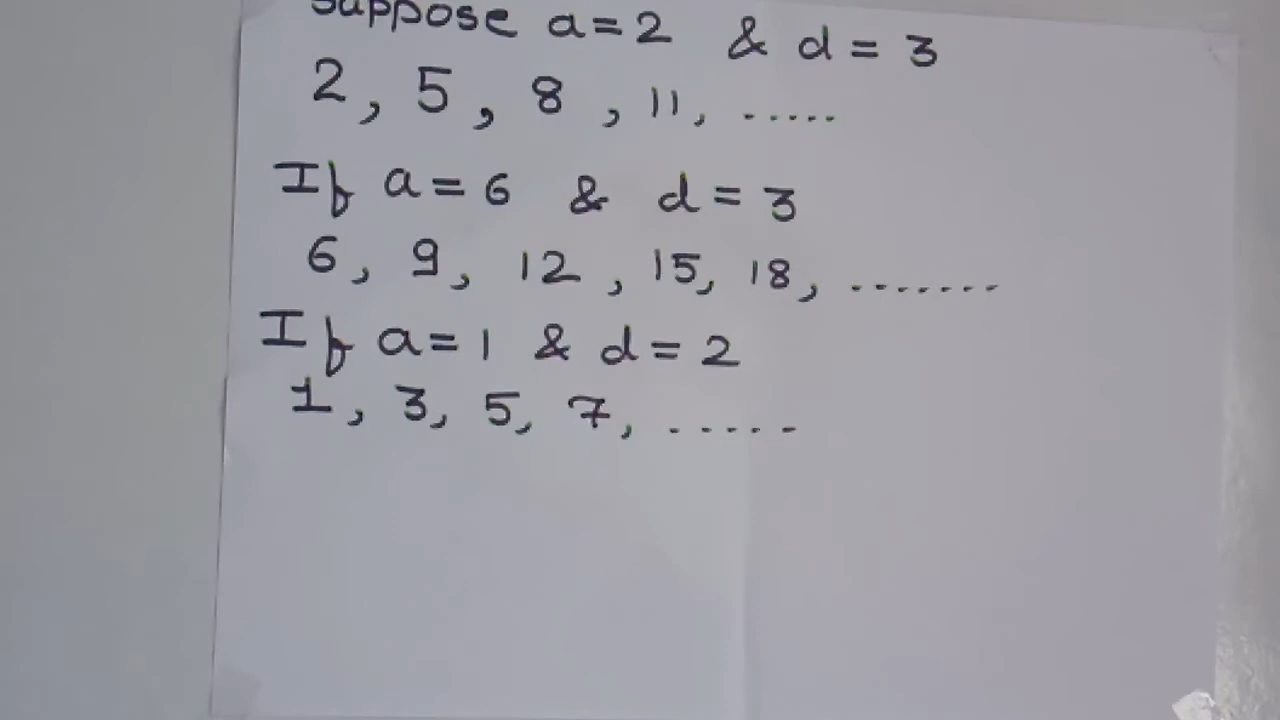 Suppose a = 2 & d = 3
2, 5, 8, 11, .....
If a = 6 & d = 3
6, 9, 12, 15, 18, .......
If a = 1 & d = 2
1, 3, 5, 7, .....